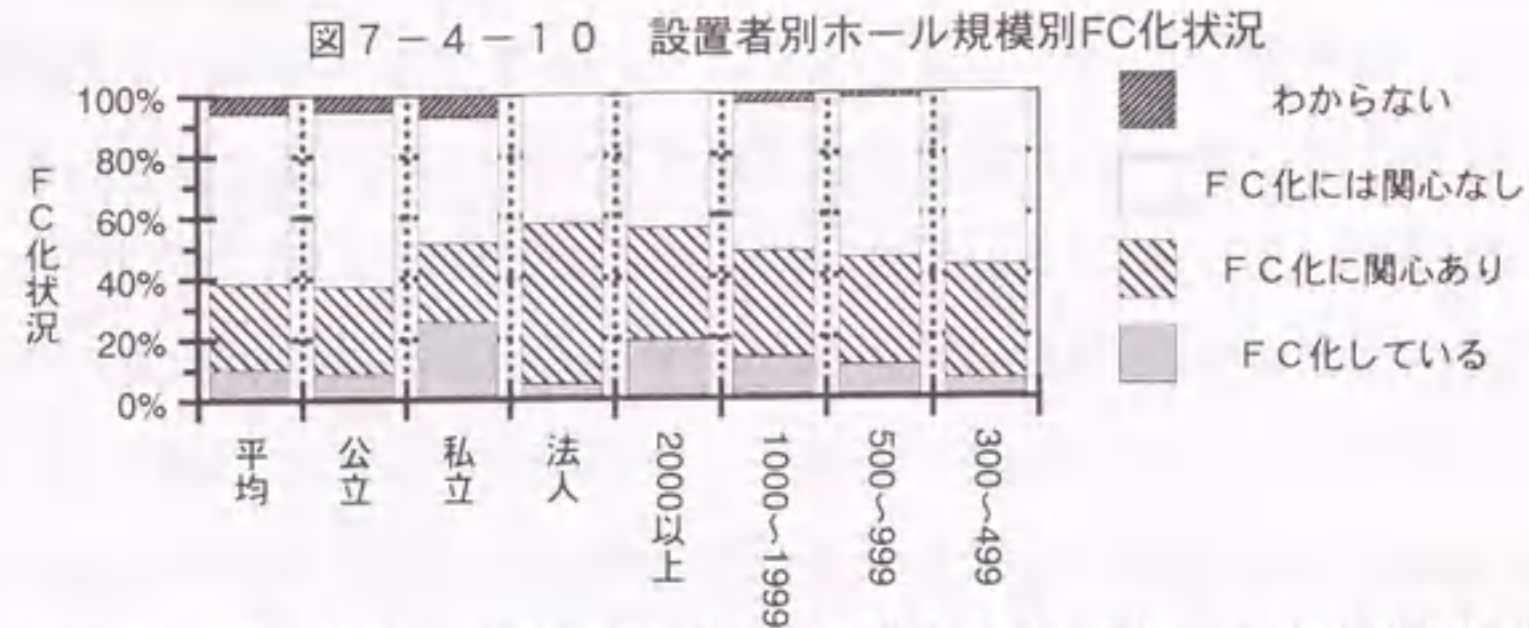 図7-4-10 設置者別ホール規模別FC化状況
100%
80%
60%
40%
20%
0%
FC化状況
平均
公立
私立
法人
2000以上
1000~19999
500~999
300~499
わからない
FC化には関心なし
FC化に関心あり
FC化している